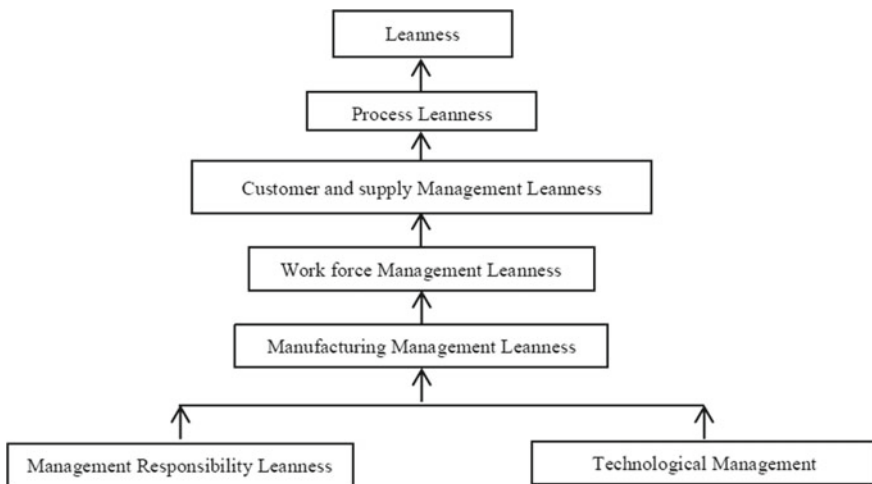 Leanness
Process Leanness
Customer and supply Management Leanness
Work force Management Leanness
Manufacturing Management Leanness
Management Responsibility Leanness
Technological Management